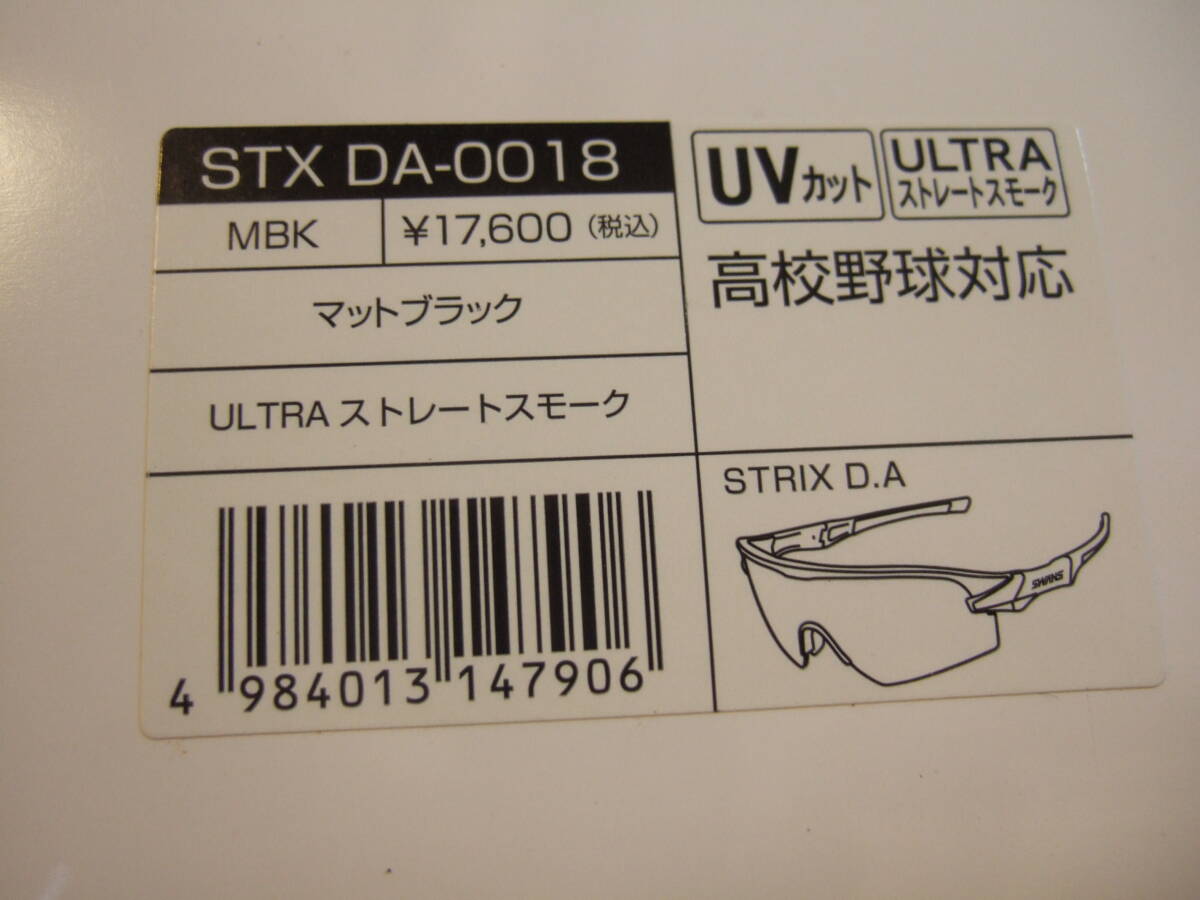 STX DA-0018
MBK
¥17,600(税込)
マットブラック
ULTRA ストレートスモーク
4 984013 147906
UVカット
ULTRA
ストレートスモーク
高校野球対応
STRIX D.A
SWANS